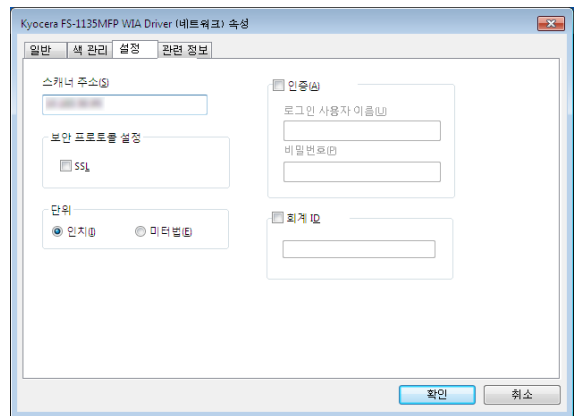 Kyocera FS-1135MFP WIA Driver (네트워크) 속성
일반 색 관리 설정 관련 정보
스캐너 주소(S)
보안 프로토콜 설정
SSL
단위
인치(I) 미터법(E)
인증(A)
로그인 사용자 이름(U)
비밀번호(P)
회계 ID
확인 취소